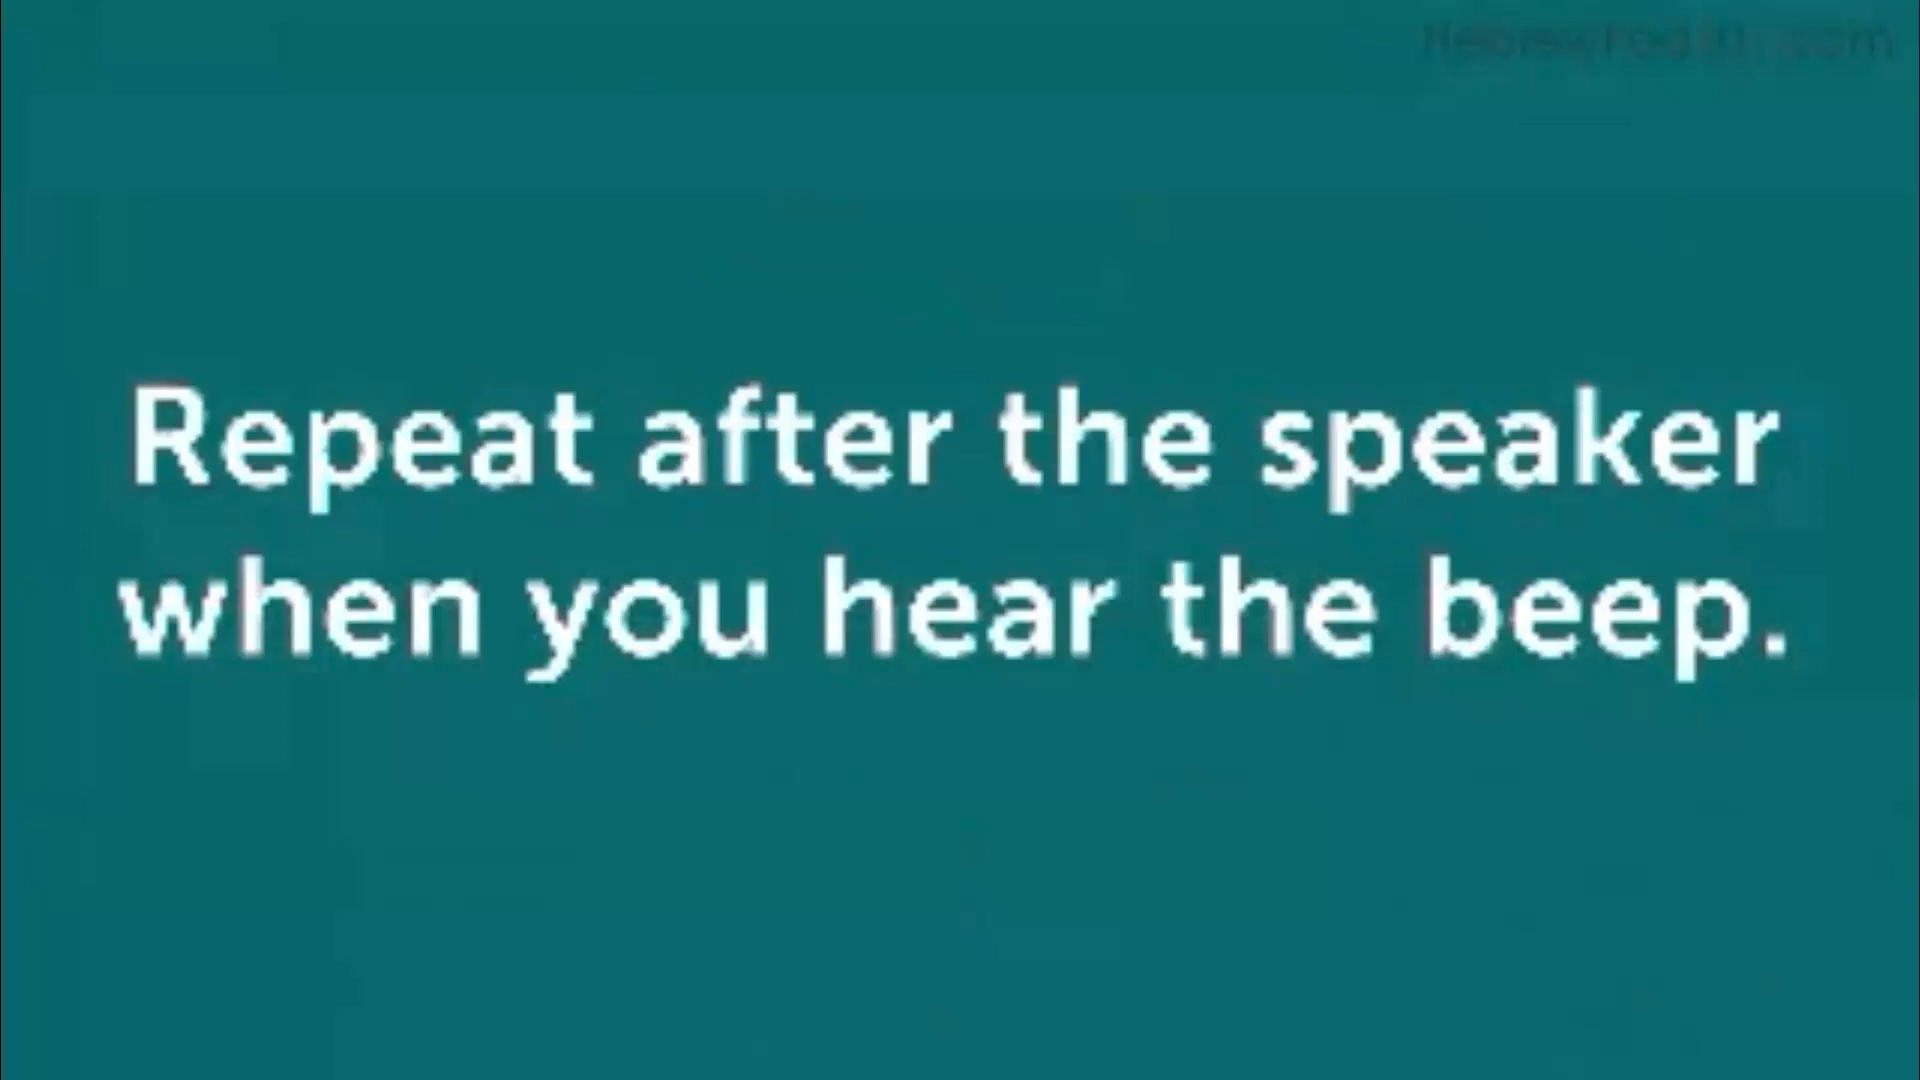 Repeat after the speaker
when you hear the beep.